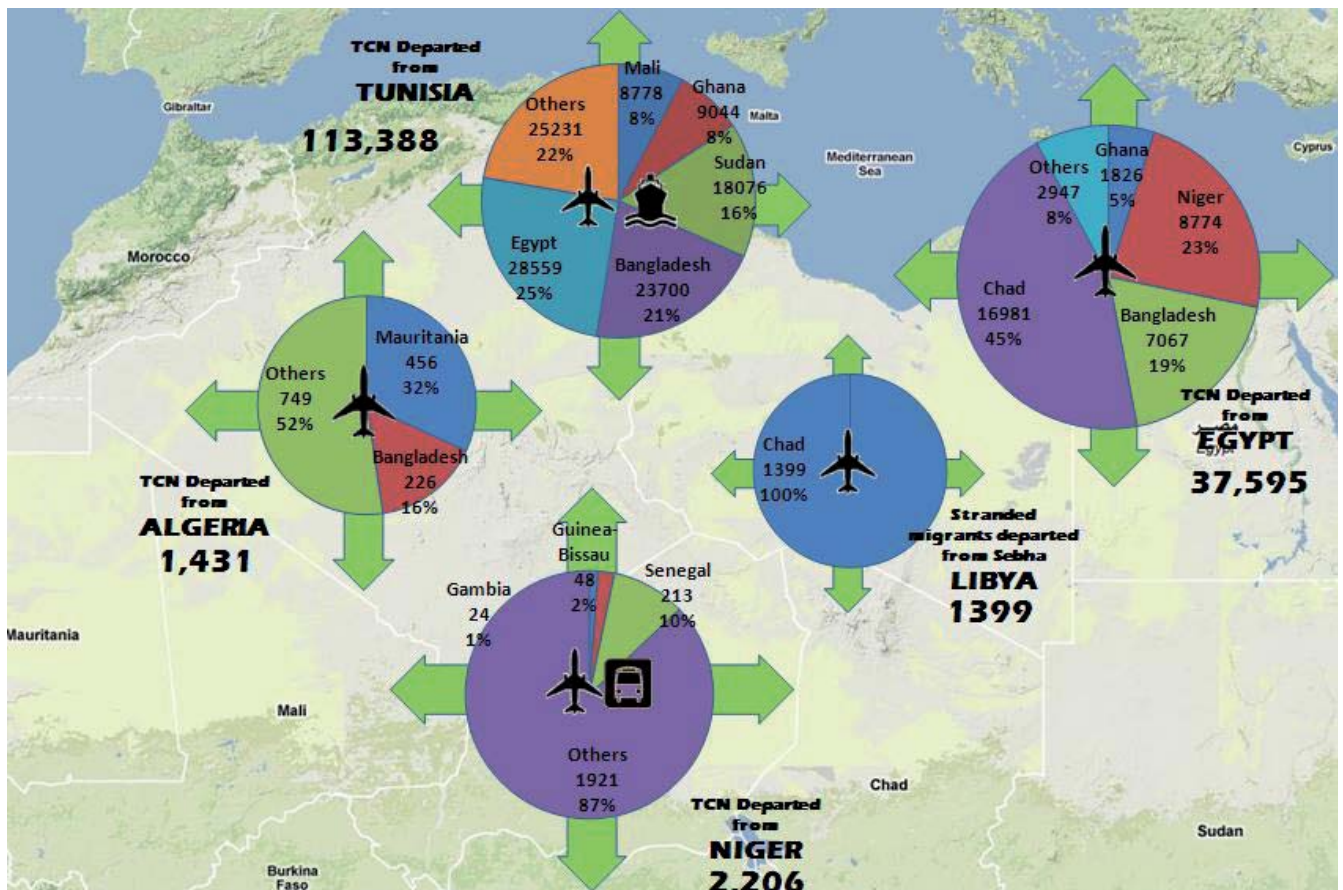 TCN Departed
from
TUNISIA
113,388
Mali
8778
8%
Ghana
9044
8%
Sudan
18076
16%
Bangladesh
23700
21%
Egypt
28559
25%
Others
25231
22%
Gibraltar
Malta
Mediterranean
Sea
Cyprus
Morocco
Ghana
1826
5%
Niger
8774
23%
Bangladesh
7067
19%
Chad
16981
45%
Others
2947
8%
TCN Departed
from
EGYPT
مصر
Egypt
37,595
Mauritania
456
32%
Bangladesh
226
16%
Others
749
52%
TCN Departed
from
ALGERIA
1,431
Chad
1399
100%
Stranded
migrants departed
from Sebha
LIBYA
1399
Guinea-
Bissau
48
2%
Senegal
213
10%
Gambia
24
1%
Others
1921
87%
TCN Departed
from
NIGER
2,206
Mauritania
Mali
Chad
Sudan
Burkina
Faso